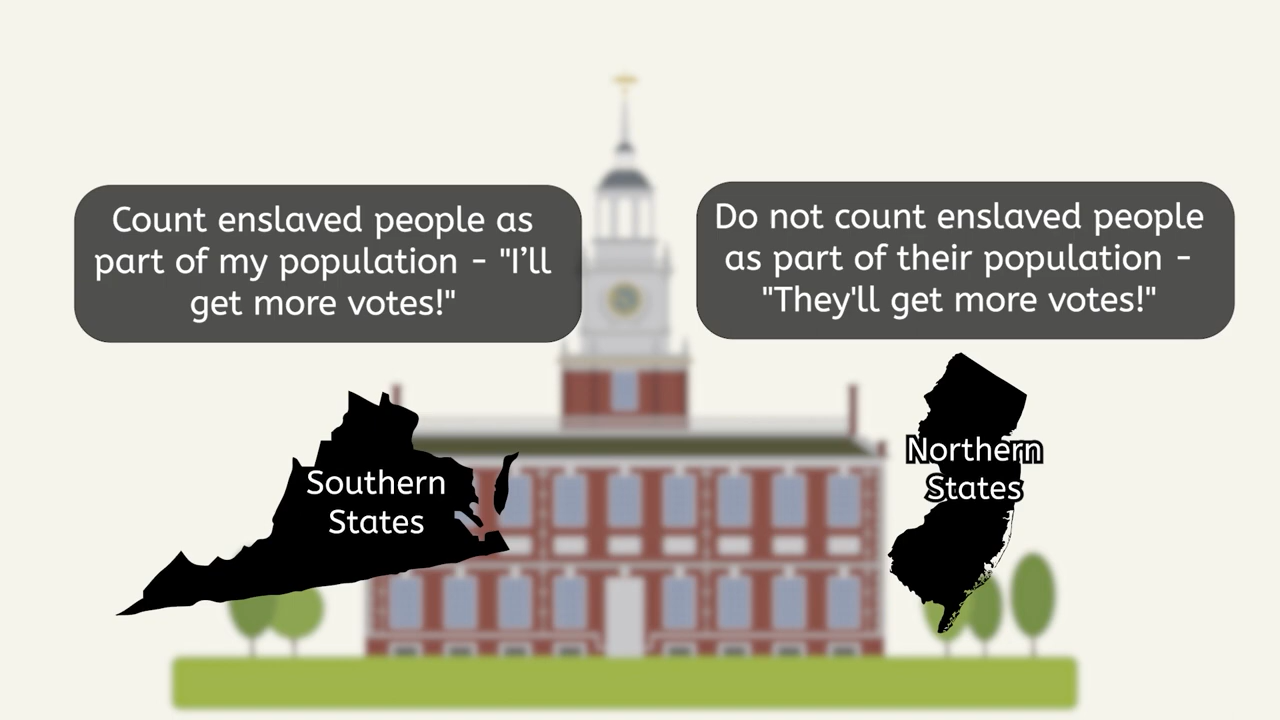 Count enslaved people as
part of my population - "I’ll
get more votes!"
Do not count enslaved people
as part of their population -
"They'll get more votes!"
Southern
States
Northern
States